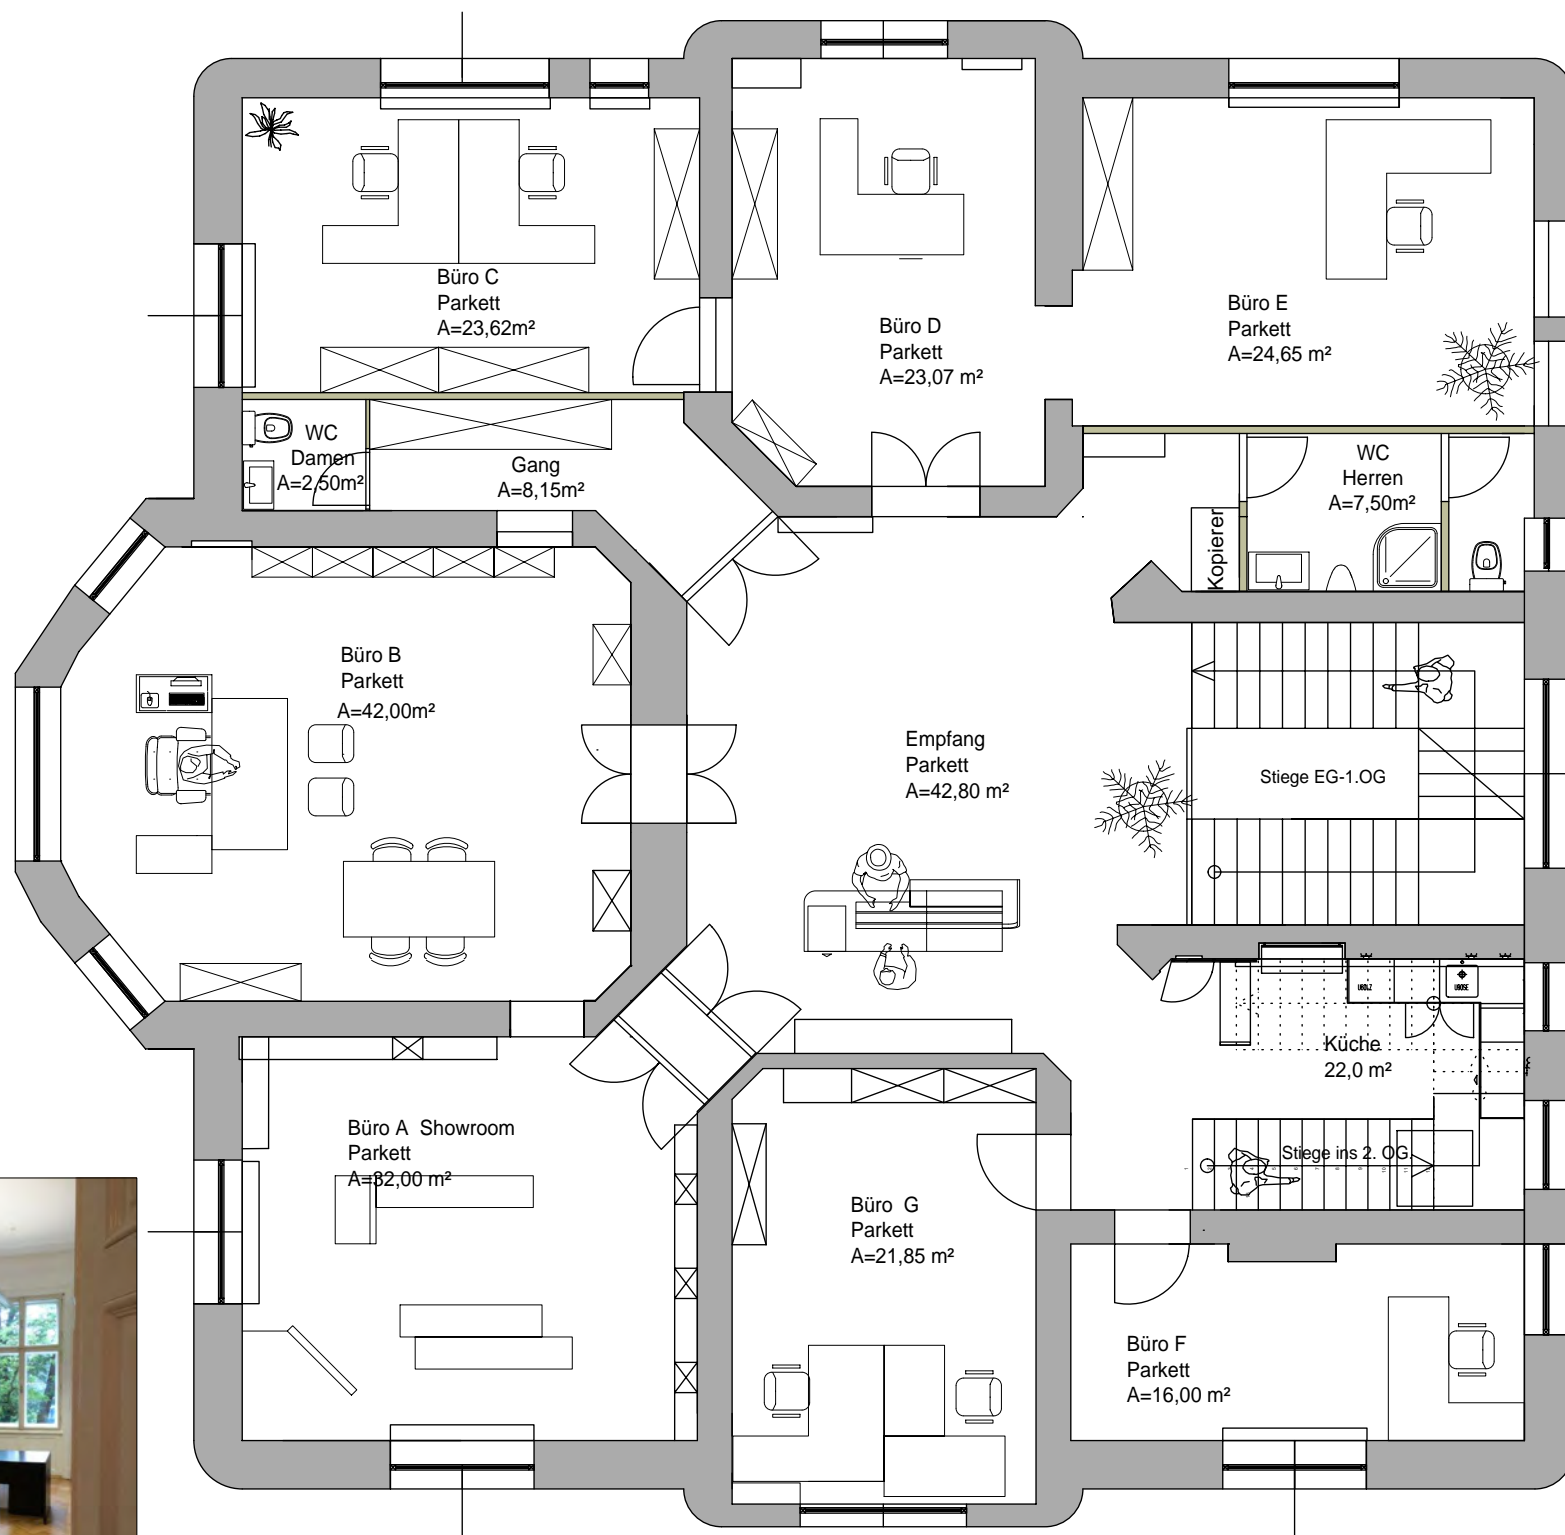 Büro C
Parkett
A=23,62m²
Büro D
Parkett
A=23,07 m²
Büro E
Parkett
A=24,65 m²
WC
Damen
A=2,50m²
Gang
A=8,15m²
WC
Herren
A=7,50m²
Kopierer
Büro B
Parkett
A=42,00m²
Empfang
Parkett
A=42,80 m²
Stiege EG-1.OG
Küche
22,0 m²
Stiege ins 2. OG.
Büro A Showroom
Parkett
A=32,00 m²
Büro G
Parkett
A=21,85 m²
Büro F
Parkett
A=16,00 m²